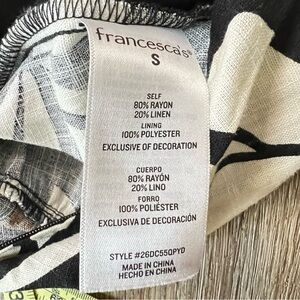 francesca's®
S
SELF
80% RAYON
20% LINEN
LINING
100% POLYESTER
EXCLUSIVE OF DECORATION
CUERPO
80% RAYÓN
20% LINO
FORRO
100% POLIÉSTER
EXCLUSIVA DE DECORACIÓN
STYLE #26DC550PYD
MADE IN CHINA
HECHO EN CHINA